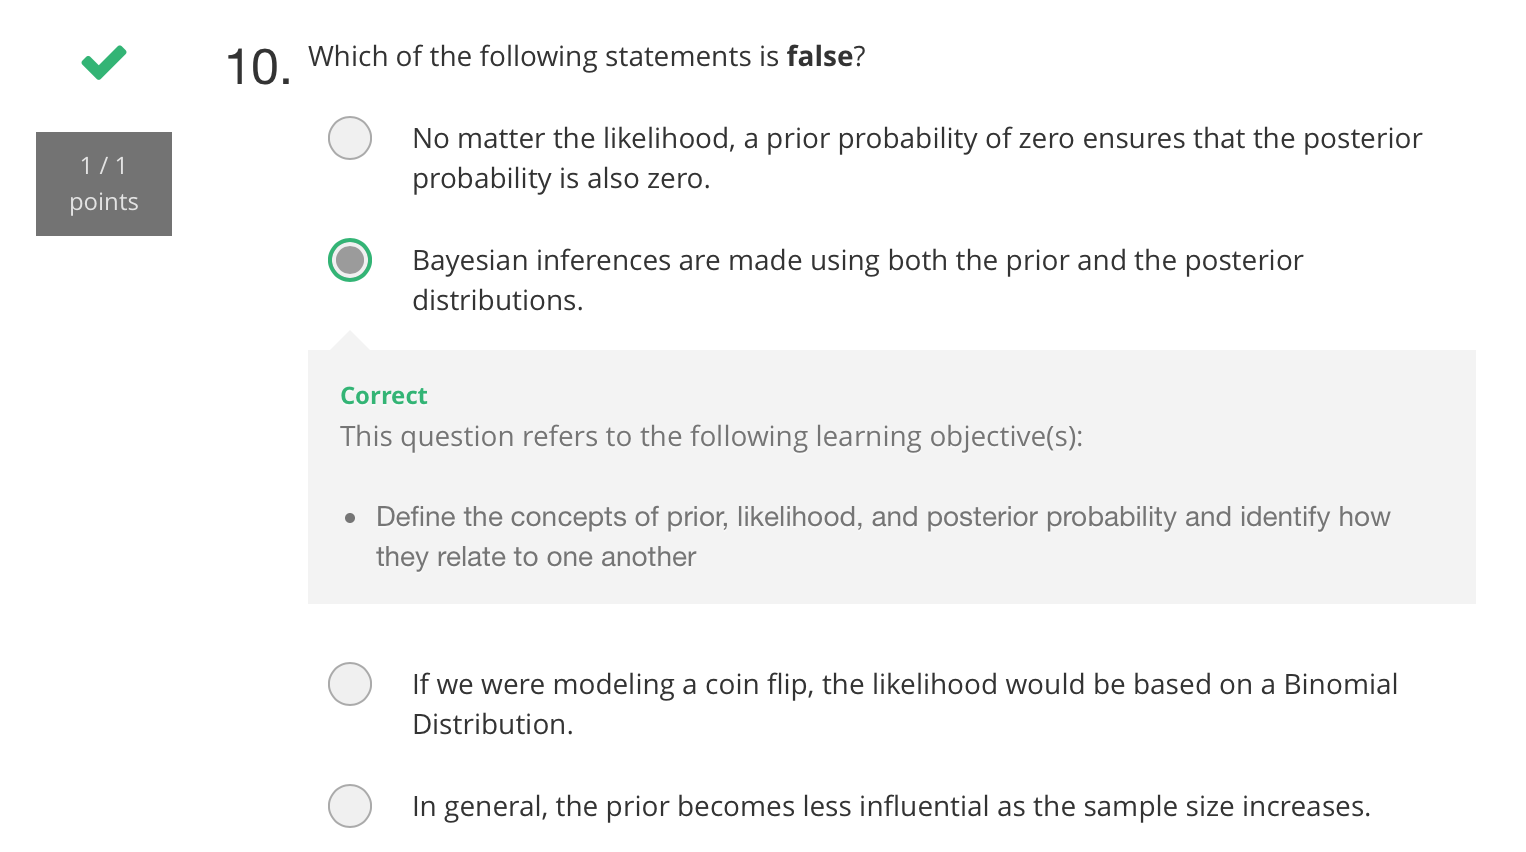 10. Which of the following statements is false?
1 / 1
points
No matter the likelihood, a prior probability of zero ensures that the posterior
probability is also zero.
Bayesian inferences are made using both the prior and the posterior
distributions.
Correct
This question refers to the following learning objective(s):
• Define the concepts of prior, likelihood, and posterior probability and identify how
they relate to one another
If we were modeling a coin flip, the likelihood would be based on a Binomial
Distribution.
In general, the prior becomes less influential as the sample size increases.